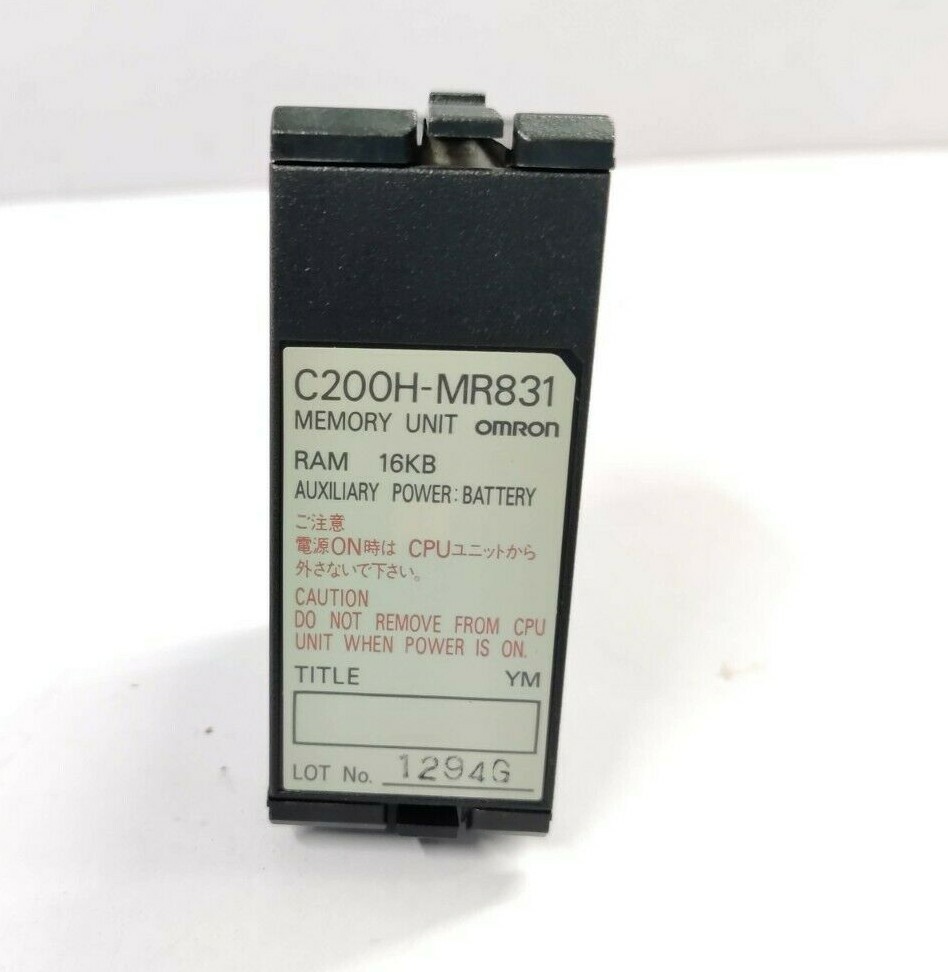 C200H-MR831
MEMORY UNIT OMRON
RAM 16KB
AUXILIARY POWER: BATTERY
ご注意
電源ON時は CPUユニットから
外さないで下さい。
CAUTION
DO NOT REMOVE FROM CPU
UNIT WHEN POWER IS ON.
TITLE YM
LOT No. 1294G